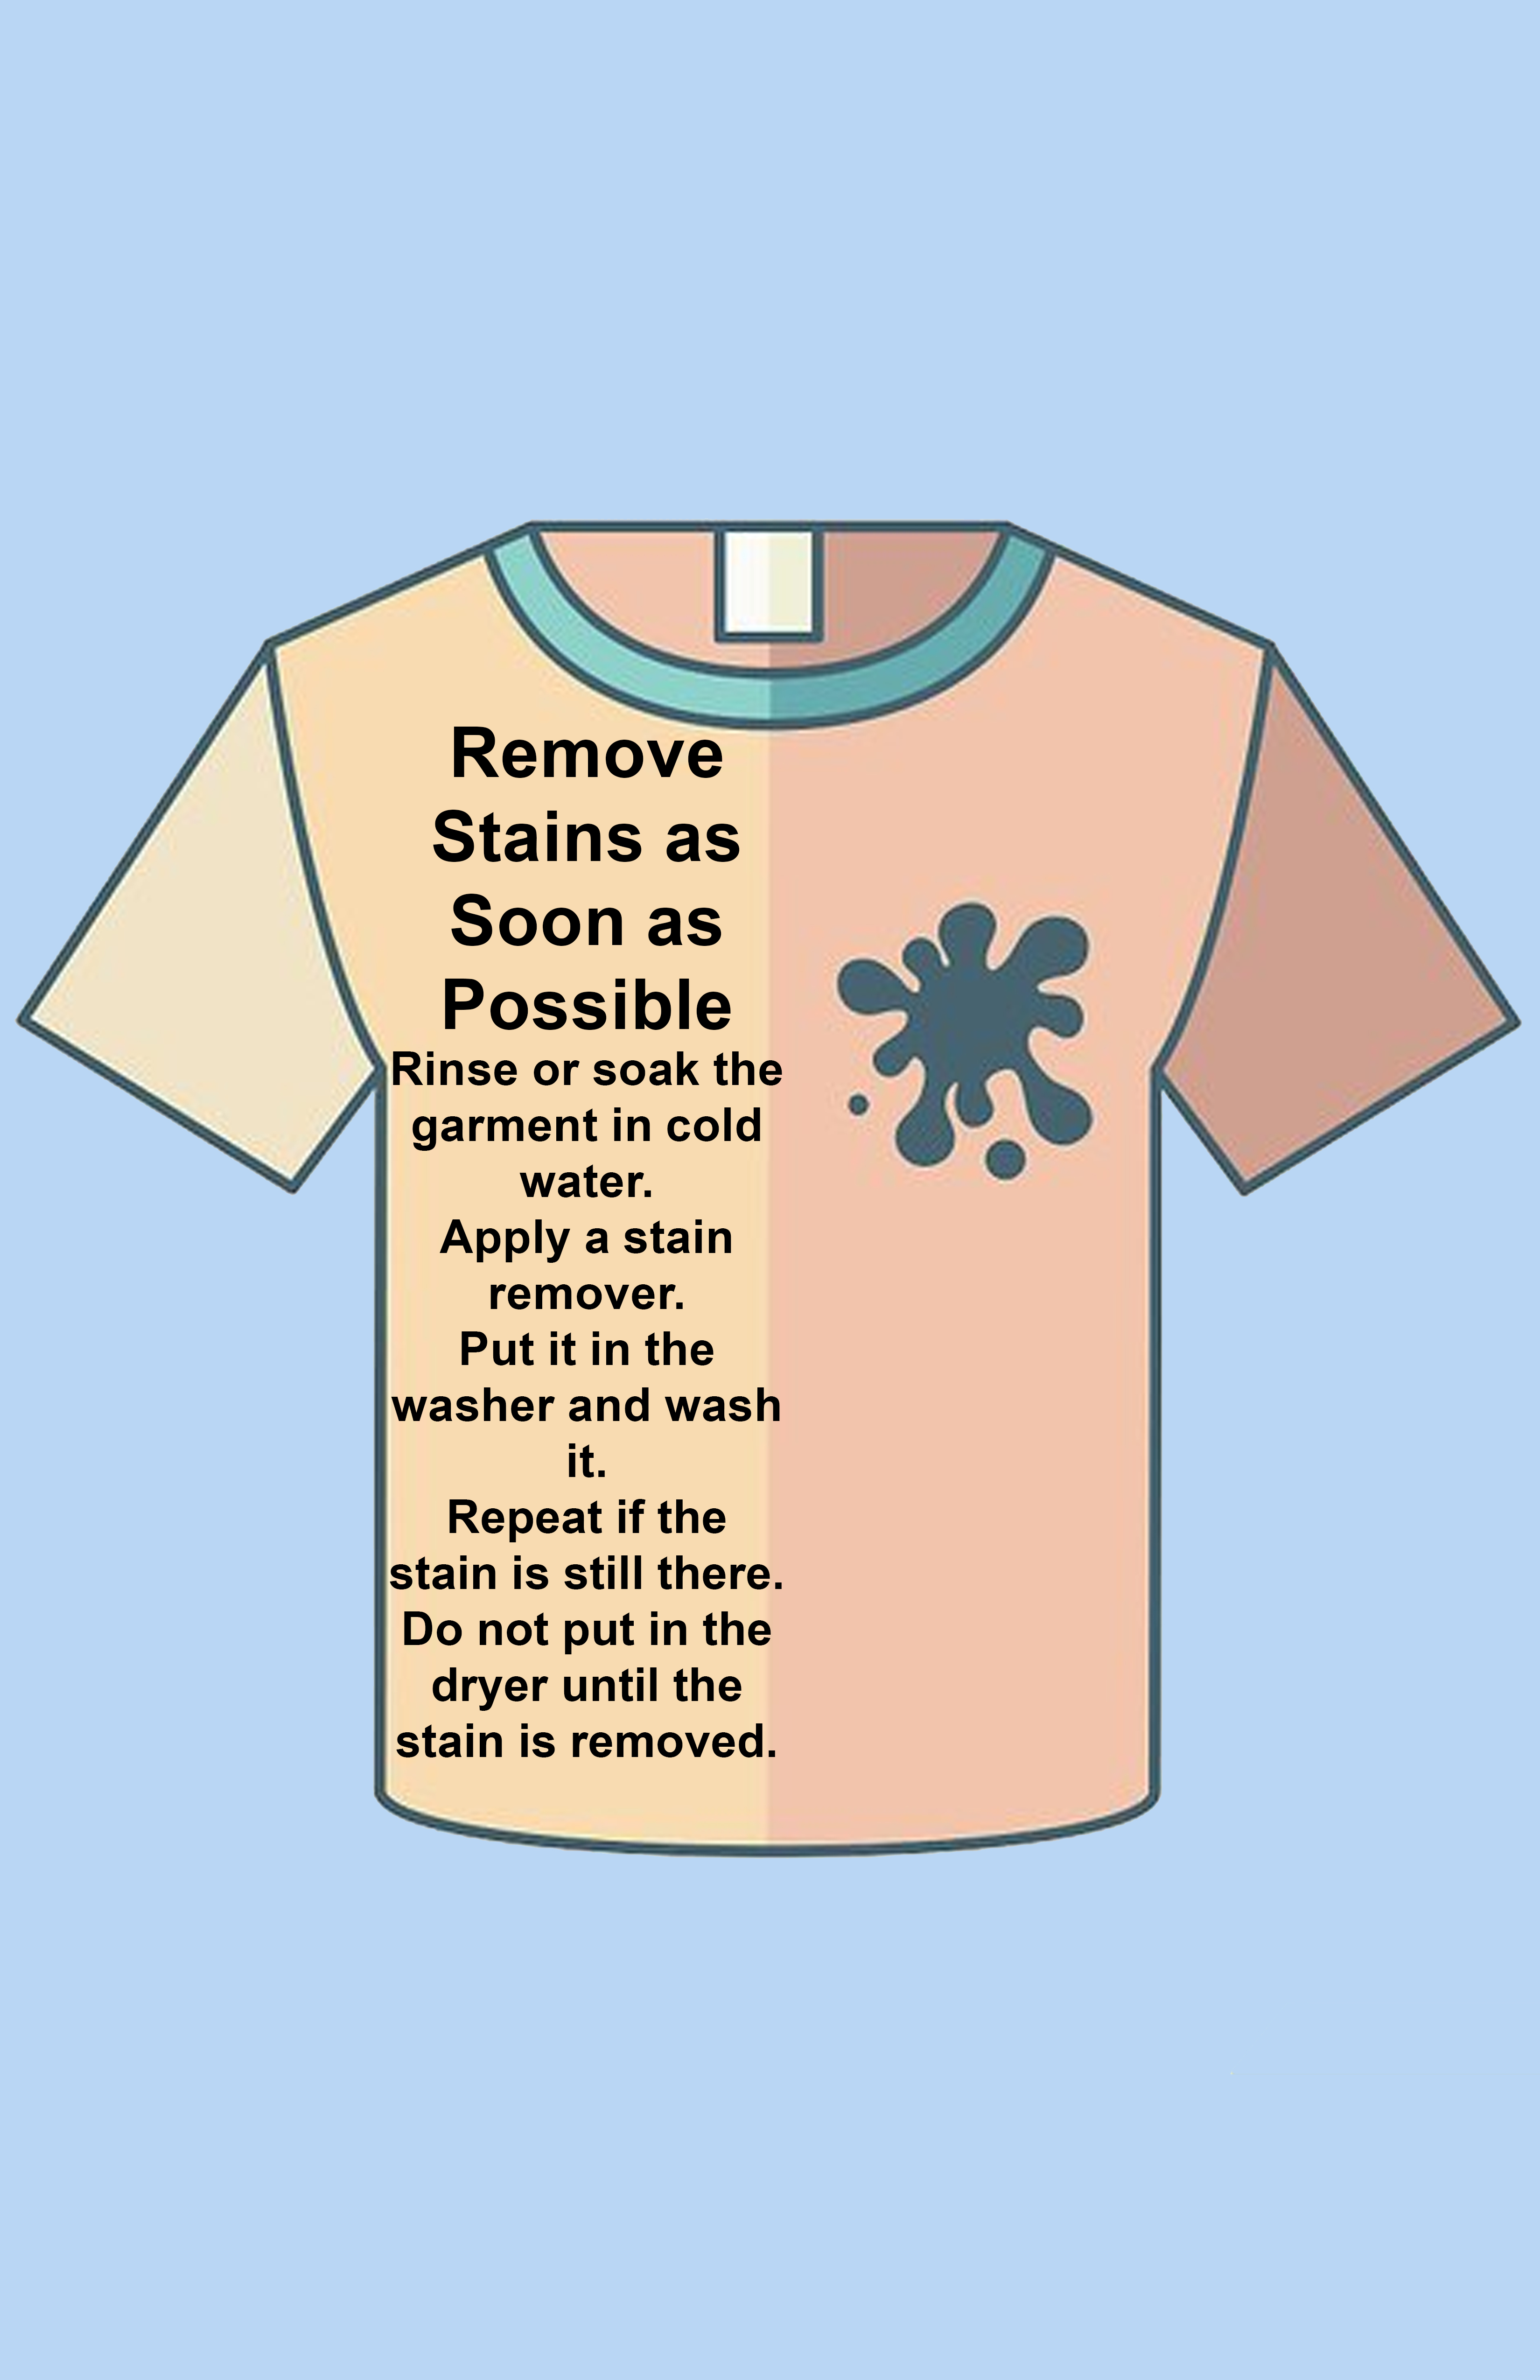 Remove
Stains as
Soon as
Possible
Rinse or soak the
garment in cold
water.
Apply a stain
remover.
Put it in the
washer and wash
it.
Repeat if the
stain is still there.
Do not put in the
dryer until the
stain is removed.